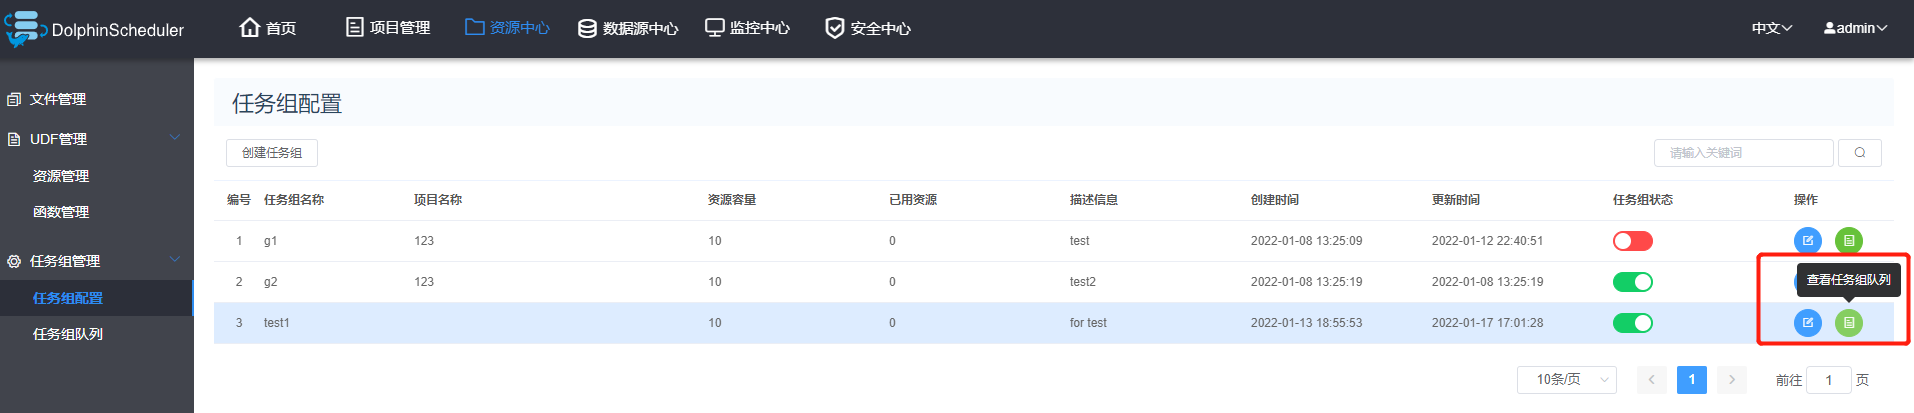 DolphinScheduler
首页
项目管理
资源中心
数据源中心
监控中心
安全中心
中文
admin
文件管理
UDF管理
资源管理
函数管理
任务组管理
任务组配置
任务组队列
任务组配置
创建任务组
请输入关键词
编号 任务组名称 项目名称 资源容量 已用资源 描述信息 创建时间 更新时间 任务组状态 操作
1 g1 123 10 0 test 2022-01-08 13:25:09 2022-01-12 22:40:51
2 g2 123 10 0 test2 2022-01-08 13:25:19 2022-01-08 13:25:19
查看任务组队列
3 test1 10 0 for test 2022-01-13 18:55:53 2022-01-17 17:01:28
10条/页
1
前往 1 页